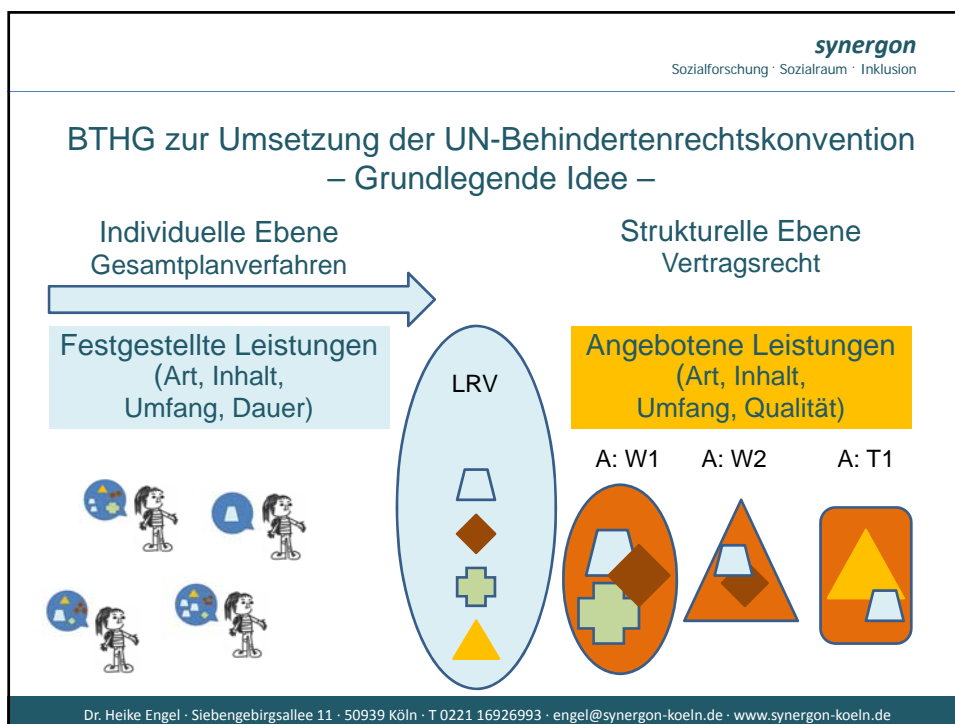 synergon
Sozialforschung · Sozialraum · Inklusion
BTHG zur Umsetzung der UN-Behindertenrechtskonvention
– Grundlegende Idee –
Individuelle Ebene
Gesamtplanverfahren
Strukturelle Ebene
Vertragsrecht
Festgestellte Leistungen
(Art, Inhalt,
Umfang, Dauer)
LRV
Angebotene Leistungen
(Art, Inhalt,
Umfang, Qualität)
A: W1
A: W2
A: T1
Dr. Heike Engel · Siebengebirgsallee 11 · 50939 Köln · T 0221 16926993 · engel@synergon-koeln.de · www.synergon-koeln.de